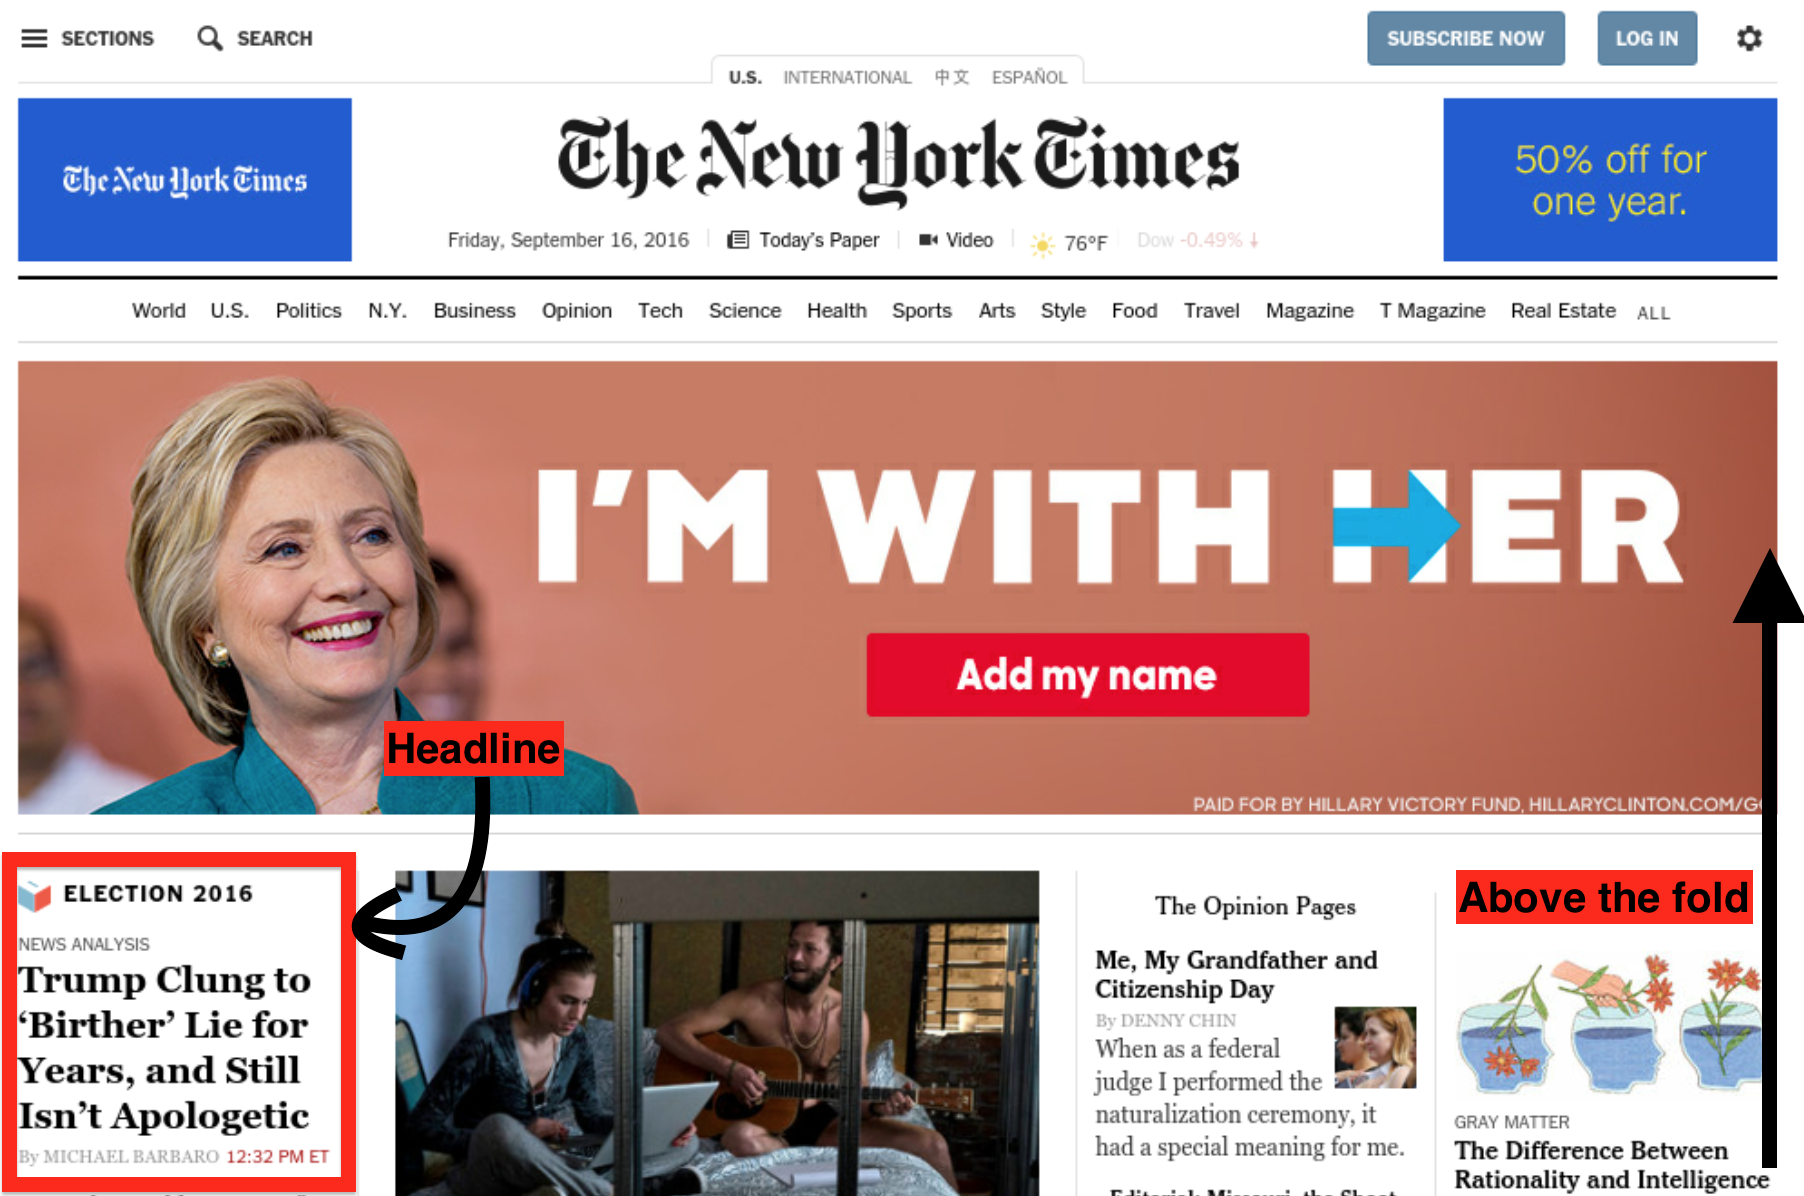 SECTIONS
SEARCH
SUBSCRIBE NOW
LOG IN
U.S. INTERNATIONAL 中文 ESPAÑOL
The New York Times
The New York Times
50% off for
one year.
Friday, September 16, 2016
Today's Paper
Video
76°F
Dow -0.49% ↓
World U.S. Politics N.Y. Business Opinion Tech Science Health Sports Arts Style Food Travel Magazine T Magazine Real Estate ALL
I'M WITH HER
Add my name
Headline
PAID FOR BY HILLARY VICTORY FUND, HILLARYCLINTON.COM/G
ELECTION 2016
NEWS ANALYSIS
Trump Clung to
‘Birther’ Lie for
Years, and Still
Isn’t Apologetic
By MICHAEL BARBARO 12:32 PM ET
The Opinion Pages
Me, My Grandfather and
Citizenship Day
By DENNY CHIN
When as a federal
judge I performed the
naturalization ceremony, it
had a special meaning for me.
Above the fold
GRAY MATTER
The Difference Between
Rationality and Intelligence